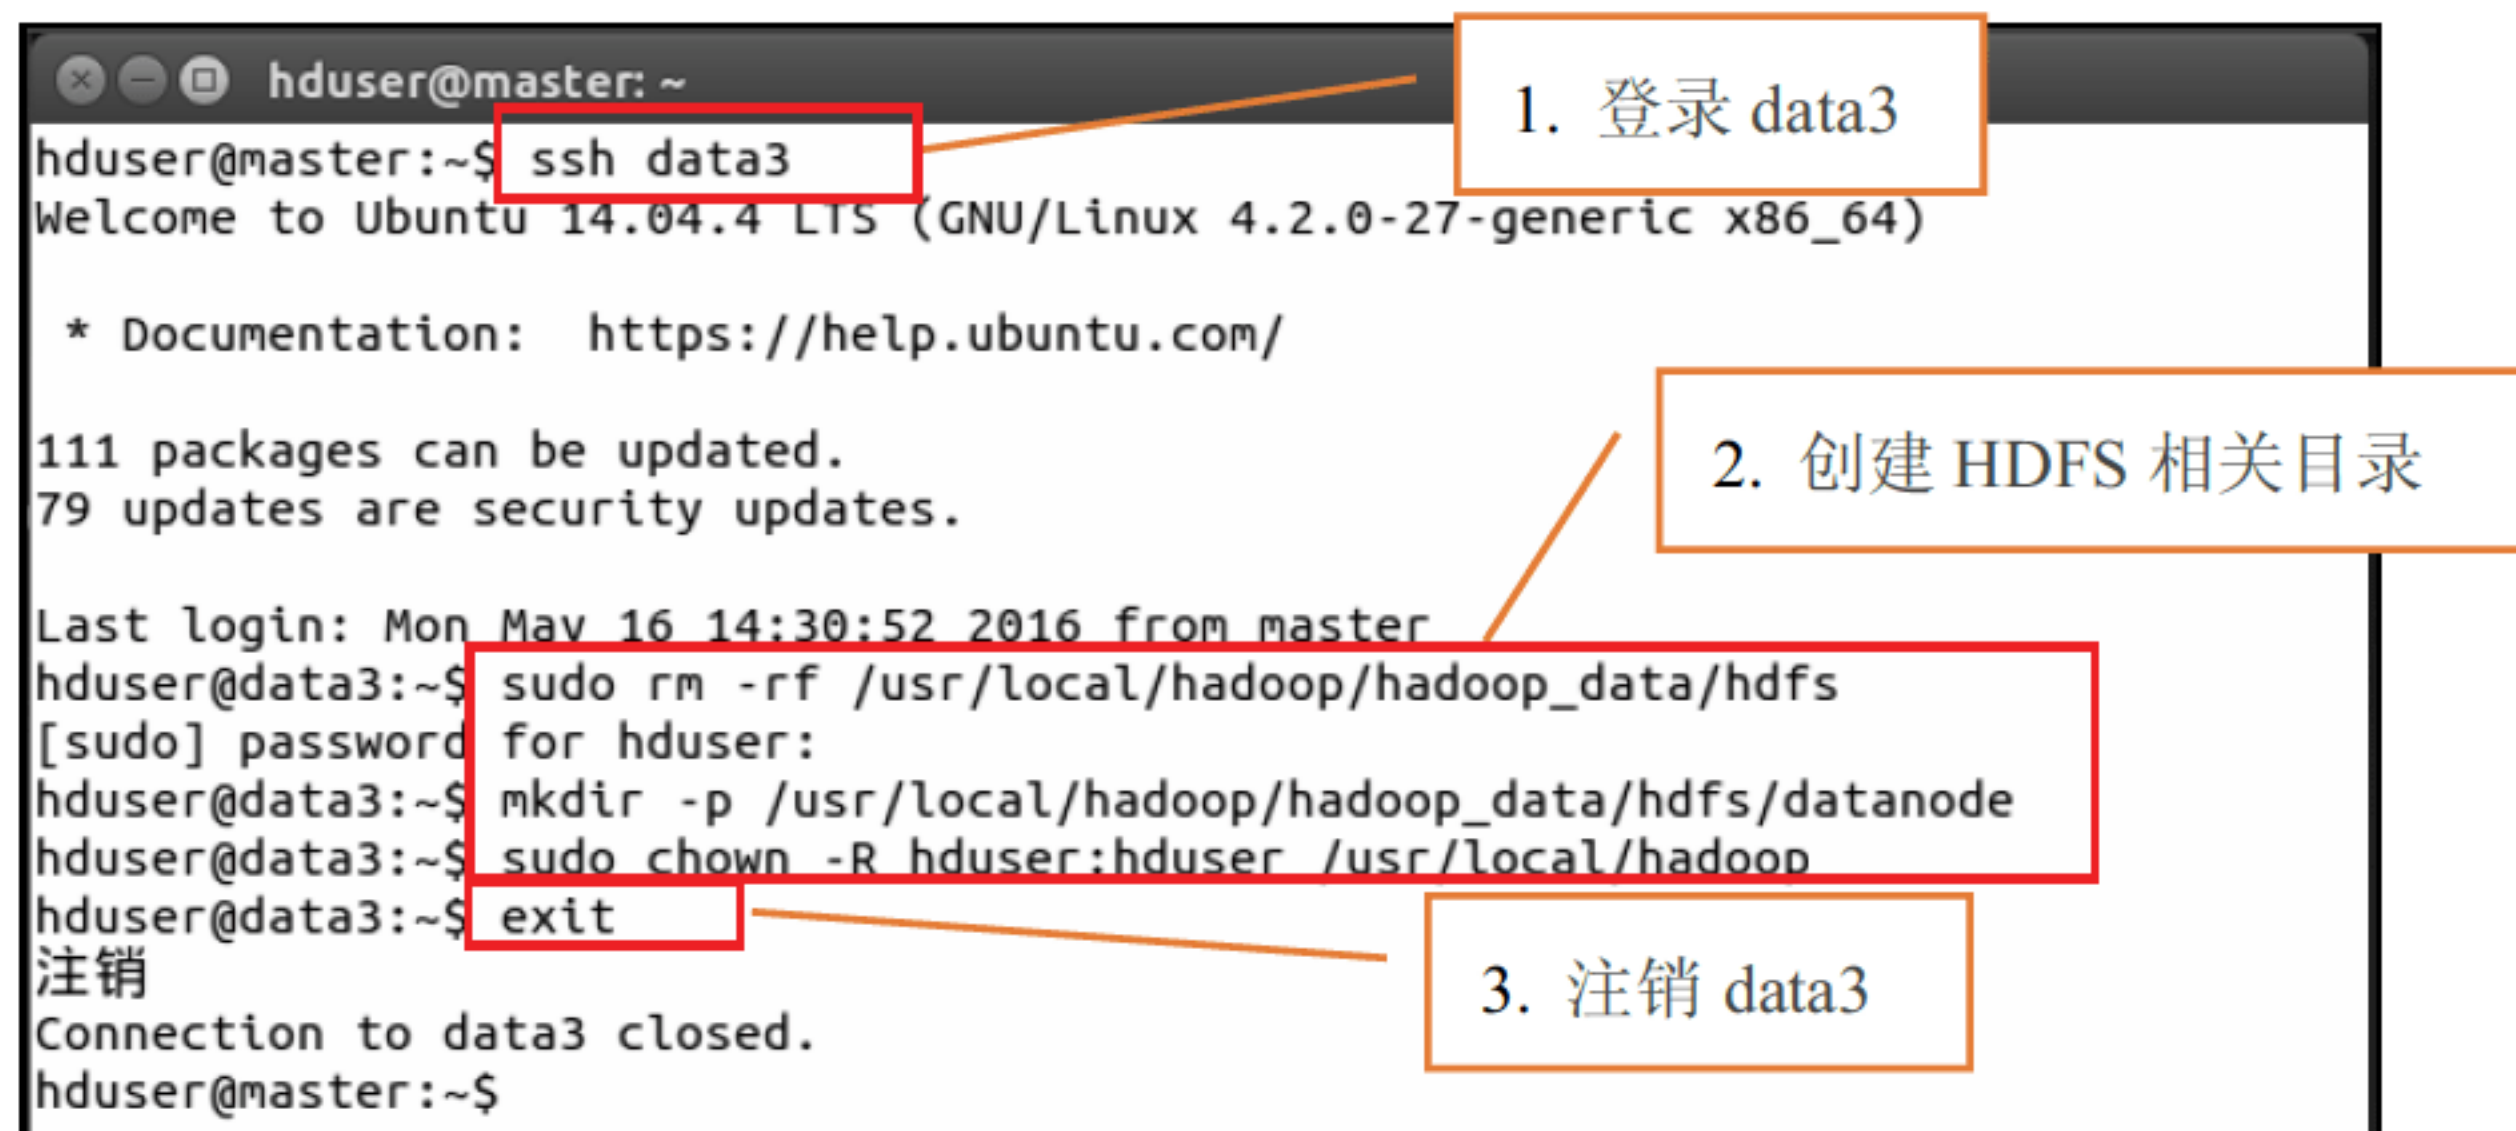 hduser@master: ~
1. 登录 data3
hduser@master:~$ ssh data3
Welcome to Ubuntu 14.04.4 LTS (GNU/Linux 4.2.0-27-generic x86_64)
* Documentation:  https://help.ubuntu.com/
2. 创建 HDFS 相关目录
111 packages can be updated.
79 updates are security updates.
Last login: Mon May 16 14:30:52 2016 from master
hduser@data3:~$ sudo rm -rf /usr/local/hadoop/hadoop_data/hdfs
[sudo] password for hduser:
hduser@data3:~$ mkdir -p /usr/local/hadoop/hadoop_data/hdfs/datanode
hduser@data3:~$ sudo chown -R hduser:hduser /usr/local/hadoop
hduser@data3:~$ exit
3. 注销 data3
注销
Connection to data3 closed.
hduser@master:~$